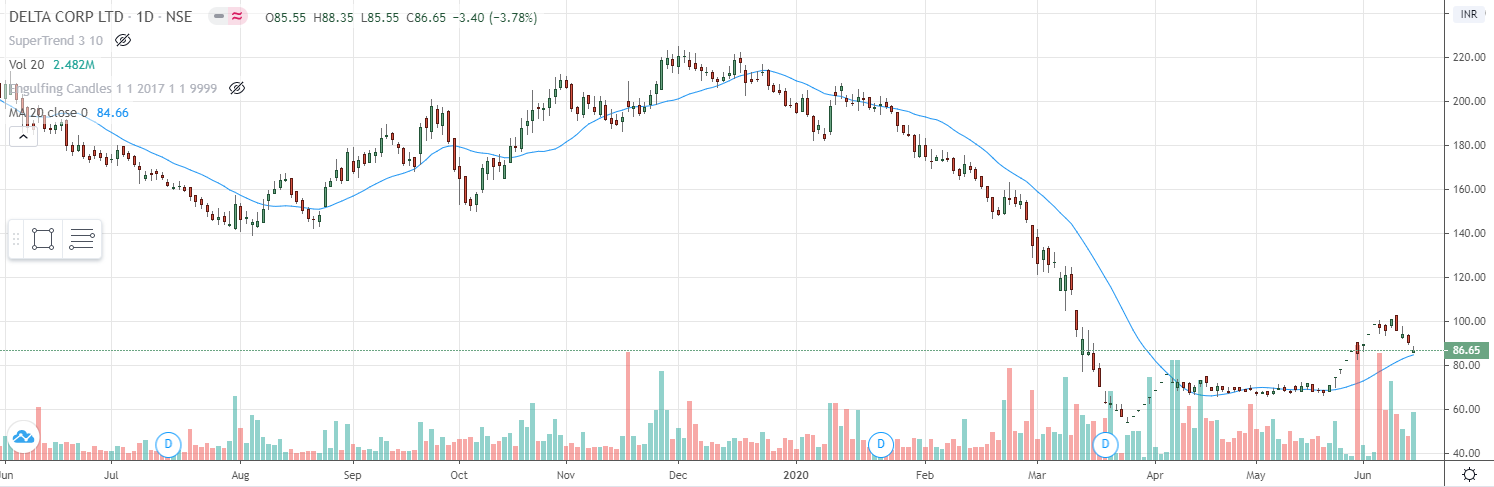 DELTA CORP LTD · 1D · NSE O85.55 H88.35 L85.55 C86.65 −3.40 (−3.78%) INR
SuperTrend 3 10
Vol 20 2.482M
Engulfing Candles 1 1 2017 1 1 9999
MA 20 close 0 84.66
220.00
200.00
180.00
160.00
140.00
120.00
100.00
86.65
80.00
60.00
40.00
D D D
Jun Jul Aug Sep Oct Nov Dec 2020 Feb Mar Apr May Jun